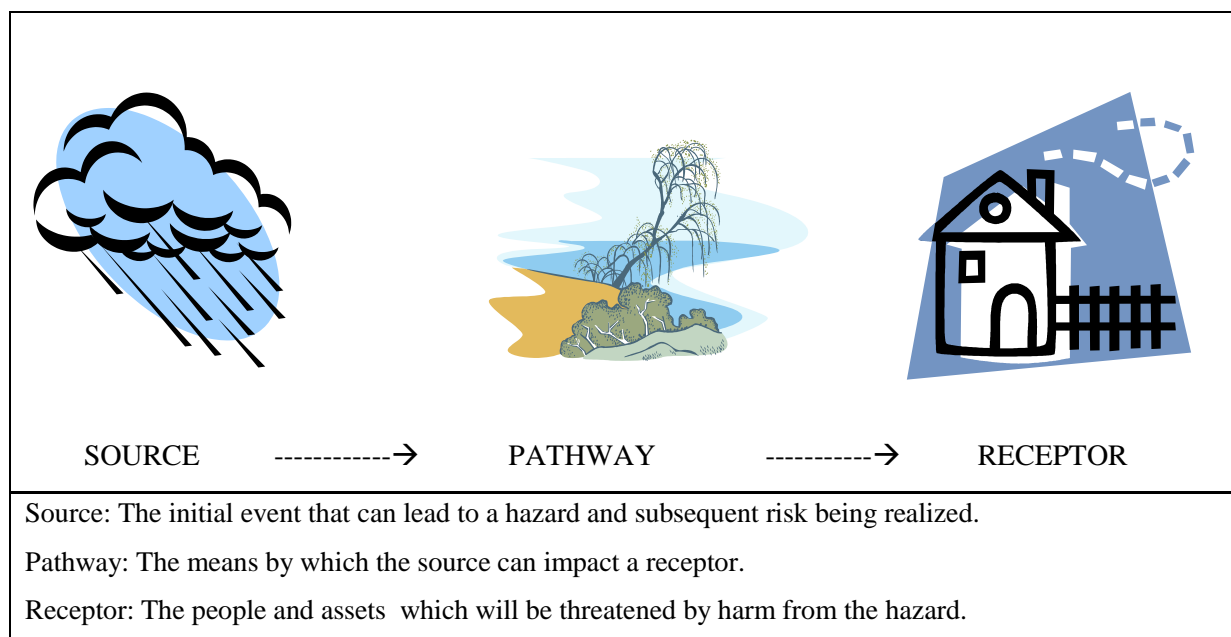 SOURCE ------------→ PATHWAY -----------→ RECEPTOR
Source: The initial event that can lead to a hazard and subsequent risk being realized.
Pathway: The means by which the source can impact a receptor.
Receptor: The people and assets  which will be threatened by harm from the hazard.